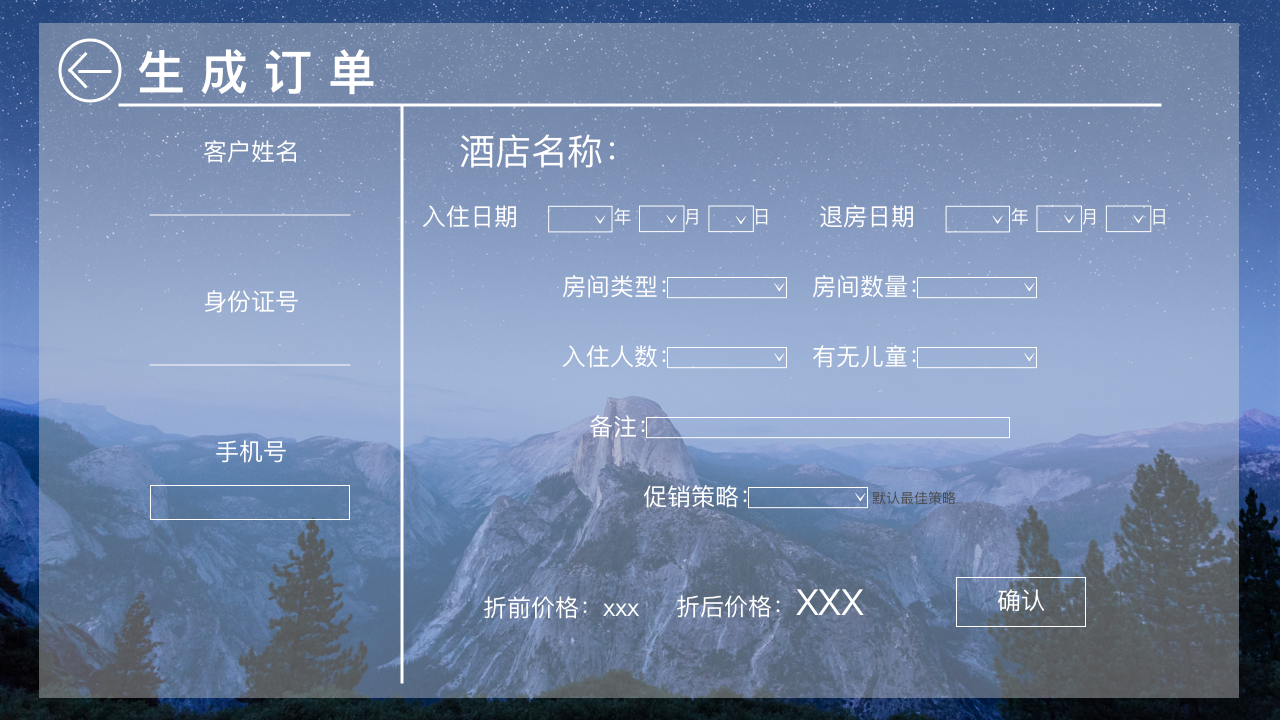 生成订单
客户姓名
身份证号
手机号
酒店名称：
入住日期 年 月 日 退房日期 年 月 日
房间类型： 房间数量：
入住人数： 有无儿童：
备注：
促销策略： 默认最佳策略
折前价格：xxx 折后价格：XXX 确认